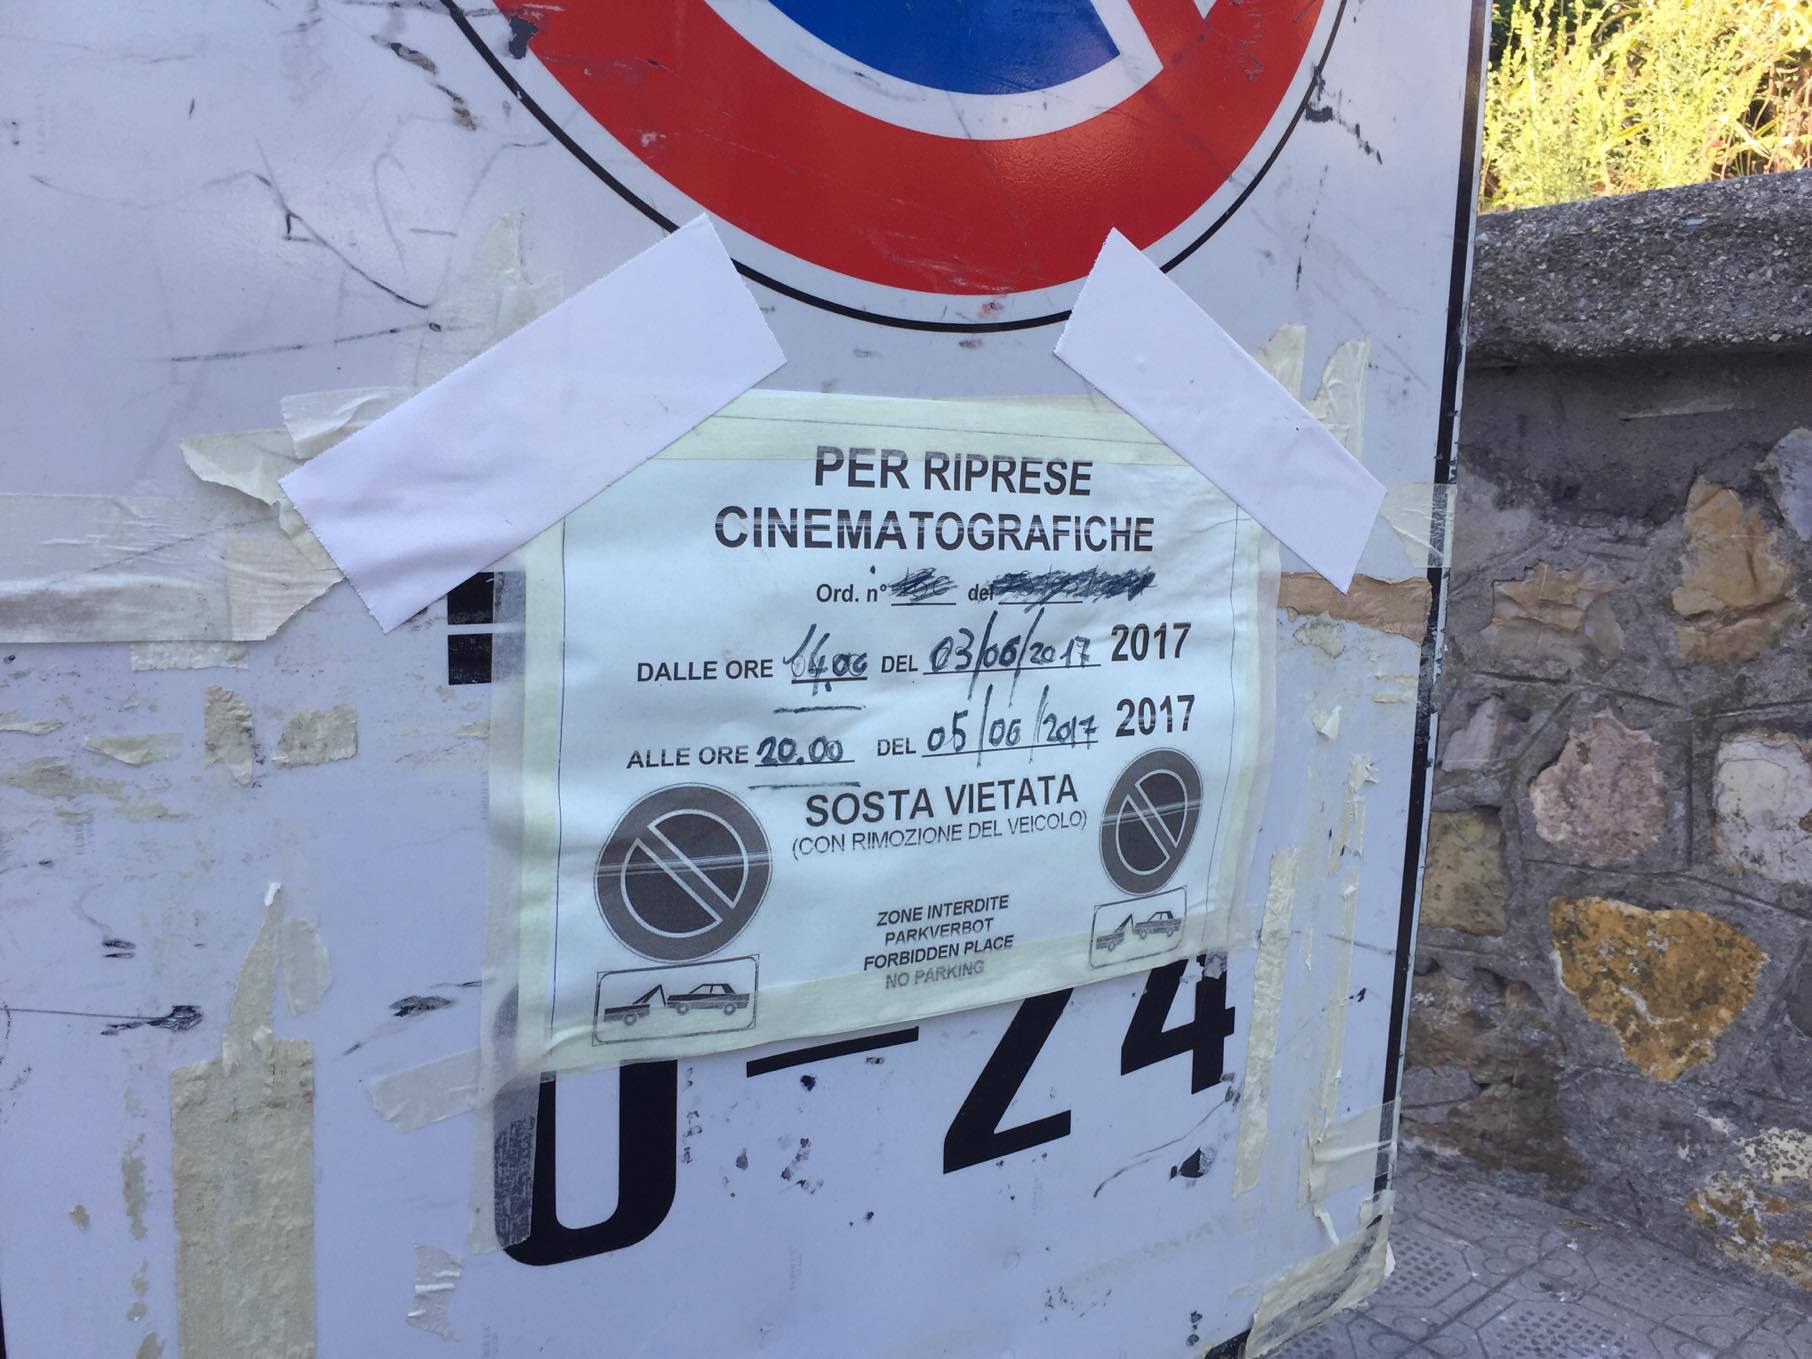 PER RIPRESE
CINEMATOGRAFICHE
Ord. n° del
DALLE ORE 14.00 DEL 03/06/2017 2017
ALLE ORE 20.00 DEL 05/06/2017 2017
SOSTA VIETATA
(CON RIMOZIONE DEL VEICOLO)
ZONE INTERDITE
PARKVERBOT
FORBIDDEN PLACE
NO PARKING
0-24